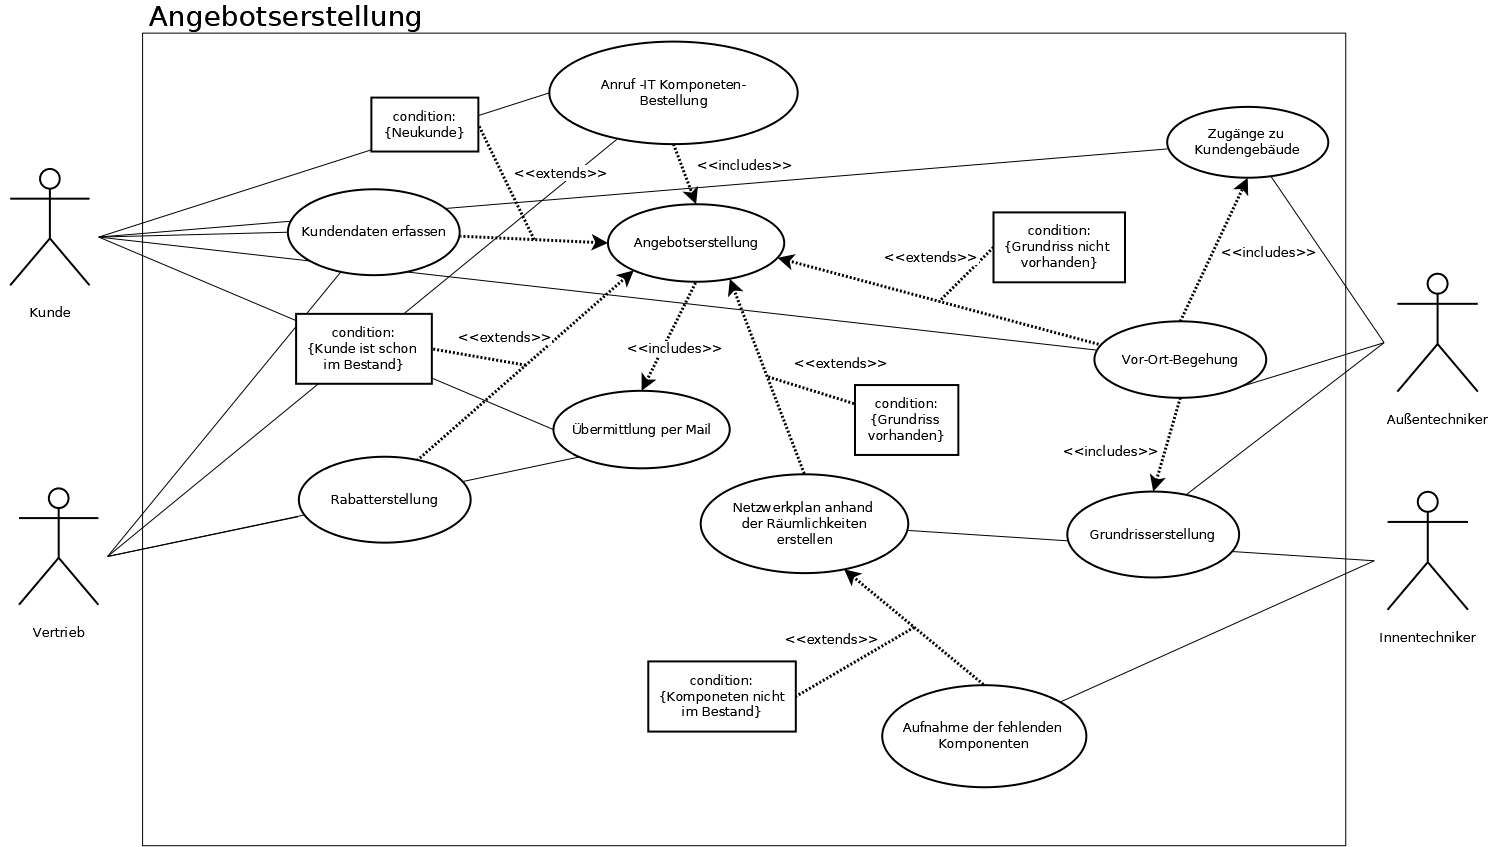 Angebotserstellung
Anruf -IT Komponeten-
Bestellung
condition:
{Neukunde}
Zugänge zu
Kundengebäude
<<includes>>
<<extends>>
Kundendaten erfassen
Angebotserstellung
condition:
{Grundriss nicht
vorhanden}
<<extends>>
<<includes>>
Kunde
condition:
{Kunde ist schon
im Bestand}
<<extends>>
<<includes>>
<<extends>>
Vor-Ort-Begehung
Außentechniker
condition:
{Grundriss
vorhanden}
Übermittlung per Mail
<<includes>>
Rabatterstellung
Netzwerkplan anhand
der Räumlichkeiten
erstellen
Grundrisserstellung
Vertrieb
Innentechniker
<<extends>>
condition:
{Komponeten nicht
im Bestand}
Aufnahme der fehlenden
Komponenten